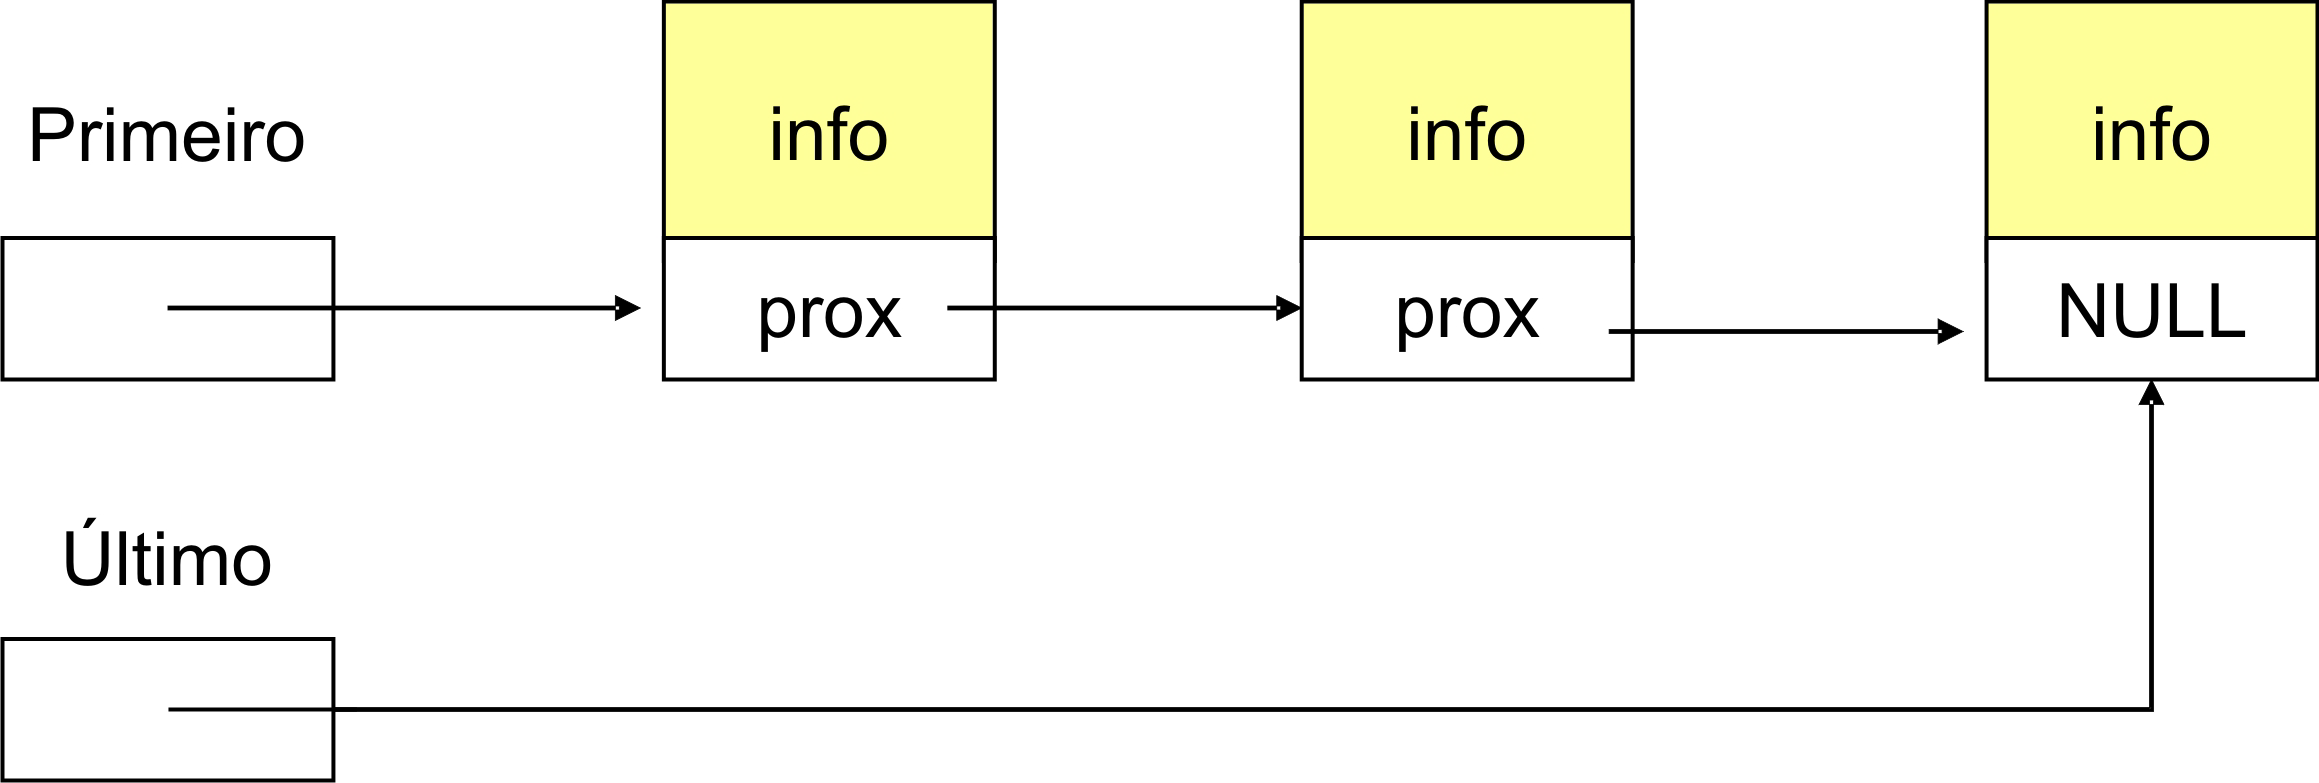 Primeiro
info
info
info
prox
prox
NULL
Último